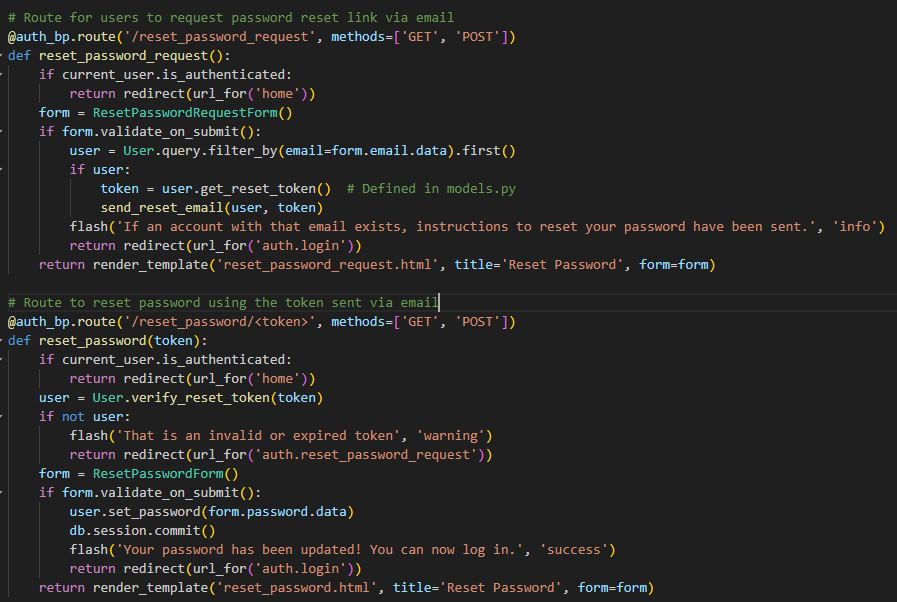 # Route for users to request password reset link via email
@auth_bp.route('/reset_password_request', methods=['GET', 'POST'])
def reset_password_request():
    if current_user.is_authenticated:
        return redirect(url_for('home'))
    form = ResetPasswordRequestForm()
    if form.validate_on_submit():
        user = User.query.filter_by(email=form.email.data).first()
        if user:
            token = user.get_reset_token()  # Defined in models.py
            send_reset_email(user, token)
        flash('If an account with that email exists, instructions to reset your password have been sent.', 'info')
        return redirect(url_for('auth.login'))
    return render_template('reset_password_request.html', title='Reset Password', form=form)

# Route to reset password using the token sent via email
@auth_bp.route('/reset_password/<token>', methods=['GET', 'POST'])
def reset_password(token):
    if current_user.is_authenticated:
        return redirect(url_for('home'))
    user = User.verify_reset_token(token)
    if not user:
        flash('That is an invalid or expired token', 'warning')
        return redirect(url_for('auth.reset_password_request'))
    form = ResetPasswordForm()
    if form.validate_on_submit():
        user.set_password(form.password.data)
        db.session.commit()
        flash('Your password has been updated! You can now log in.', 'success')
        return redirect(url_for('auth.login'))
    return render_template('reset_password.html', title='Reset Password', form=form)